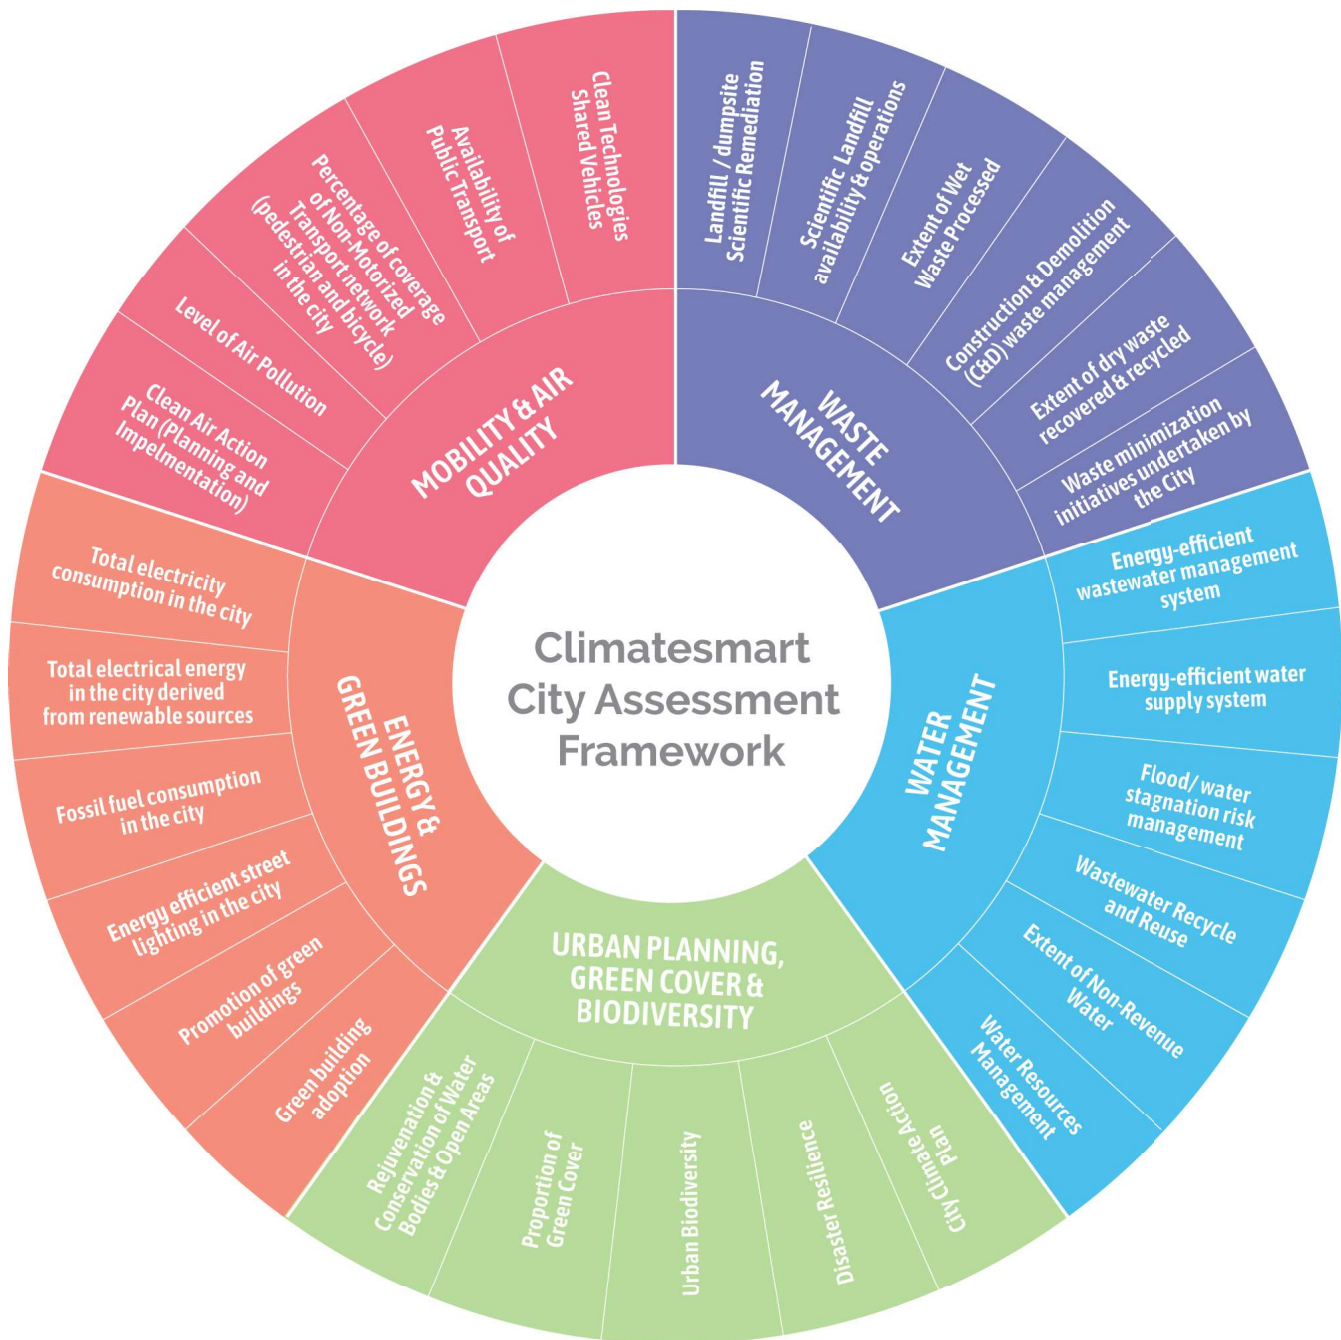 Climatesmart
City Assessment
Framework
WASTE
MANAGEMENT
Landfill / dumpsite
Scientific Remediation
Scientific Landfill
availability & operations
Extent of Wet
Waste Processed
Construction & Demolition
(C&D) waste management
Extent of dry waste
recovered & recycled
Waste minimization
initiatives undertaken by
the City
WATER
MANAGEMENT
Energy-efficient
wastewater management
system
Energy-efficient water
supply system
Flood/ water
stagnation risk
management
Wastewater Recycle
and Reuse
Extent of Non-Revenue
Water
Water Resources
Management
URBAN PLANNING,
GREEN COVER &
BIODIVERSITY
City Climate Action
Plan
Disaster Resilience
Urban Biodiversity
Proportion of
Green Cover
Rejuvenation &
Conservation of Water
Bodies & Open Areas
ENERGY &
GREEN BUILDINGS
Green building
adoption
Promotion of green
buildings
Energy efficient street
lighting in the city
Fossil fuel consumption
in the city
Total electrical energy
in the city derived
from renewable sources
Total electricity
consumption in the city
MOBILITY & AIR
QUALITY
Clean Air Action
Plan (Planning and
Impelmentation)
Level of Air Pollution
Percentage of coverage
of Non-Motorized
Transport network
(pedestrian and bicycle)
in the city
Availability of
Public Transport
Clean Technologies
Shared Vehicles